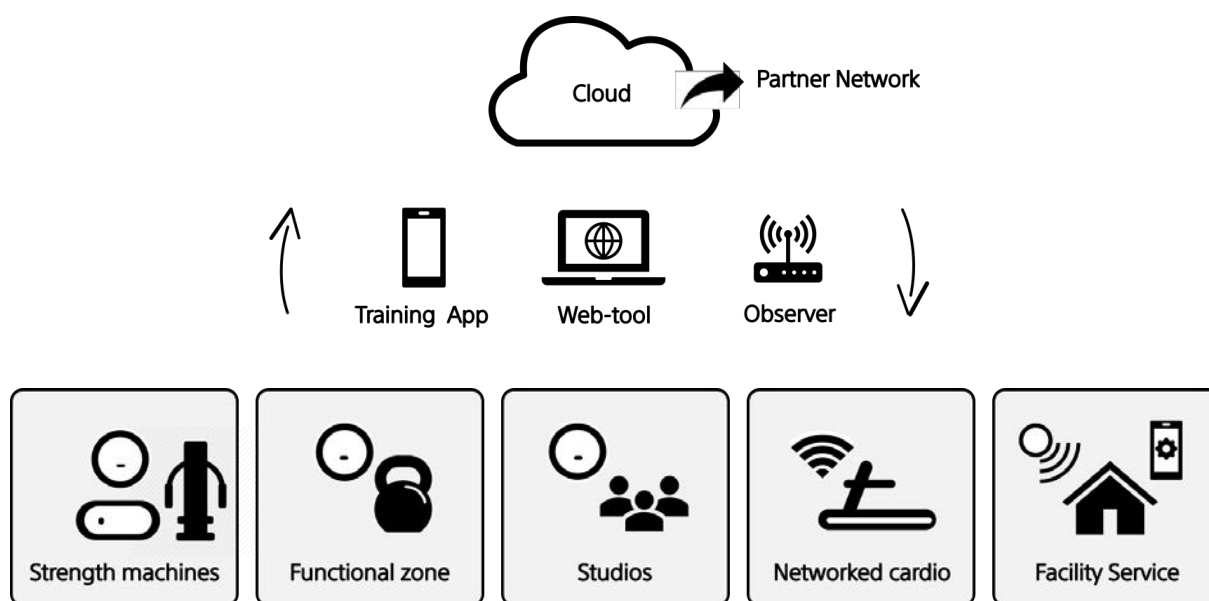 Cloud
Partner Network
Training App
Web-tool
Observer
Strength machines
Functional zone
Studios
Networked cardio
Facility Service